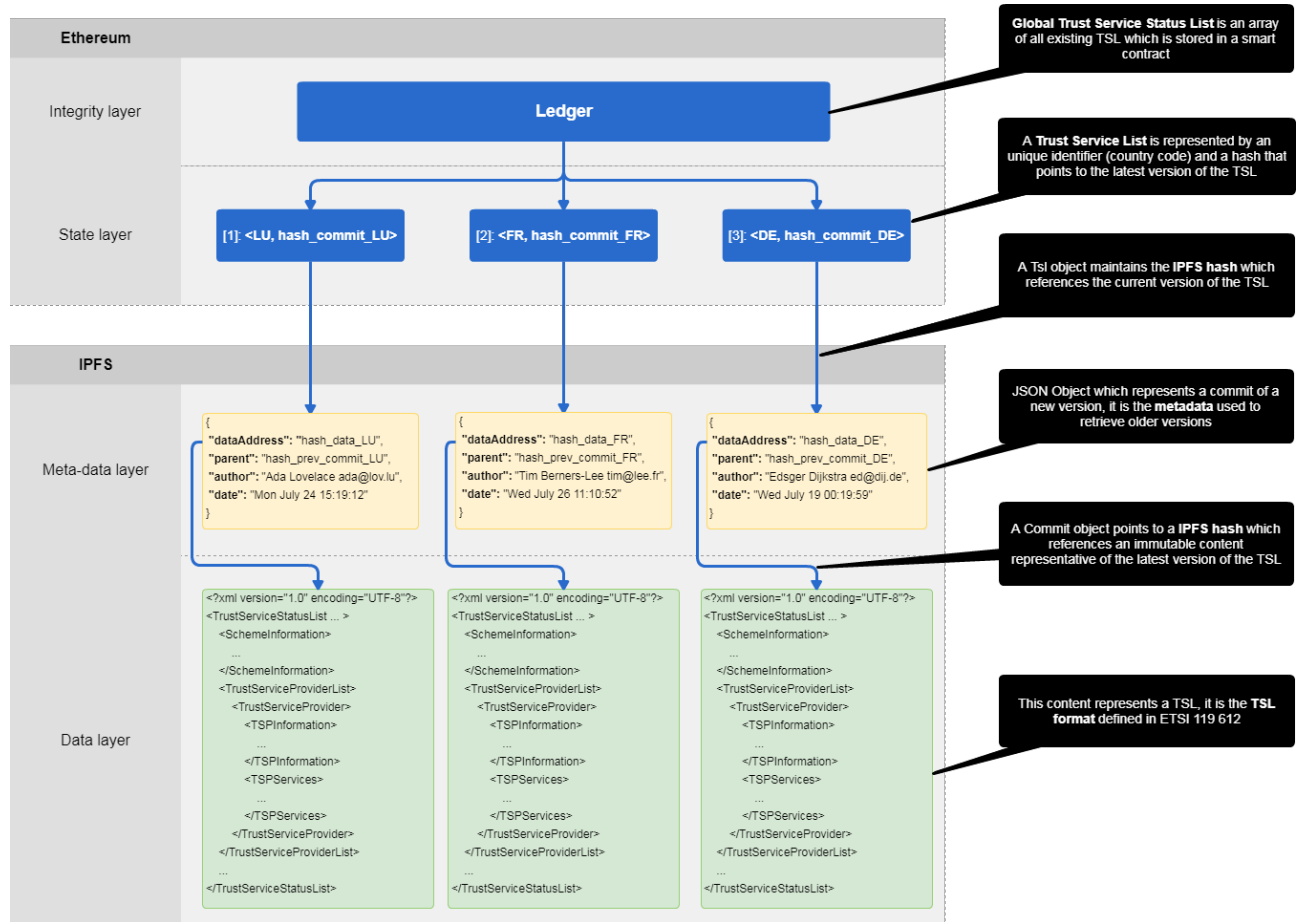 Ethereum
Integrity layer
Ledger
State layer
[1]: <LU, hash_commit_LU>
[2]: <FR, hash_commit_FR>
[3]: <DE, hash_commit_DE>
Global Trust Service Status List is an array
of all existing TSL which is stored in a smart
contract
A Trust Service List is represented by an
unique identifier (country code) and a hash that
points to the latest version of the TSL
A Tsl object maintains the IPFS hash which
references the current version of the TSL
IPFS
Meta-data layer
{
"dataAddress": "hash_data_LU",
"parent": "hash_prev_commit_LU",
"author": "Ada Lovelace ada@lov.lu",
"date": "Mon July 24 15:19:12"
}
{
"dataAddress": "hash_data_FR",
"parent": "hash_prev_commit_FR",
"author": "Tim Berners-Lee tim@lee.fr",
"date": "Wed July 26 11:10:52"
}
{
"dataAddress": "hash_data_DE",
"parent": "hash_prev_commit_DE",
"author": "Edsger Dijkstra ed@dij.de",
"date": "Wed July 19 00:19:59"
}
JSON Object which represents a commit of a
new version, it is the metadata used to
retrieve older versions
A Commit object points to a IPFS hash which
references an immutable content
representative of the latest version of the TSL
Data layer
<?xml version="1.0" encoding="UTF-8"?>
<TrustServiceStatusList ... >
<SchemeInformation>
...
</SchemeInformation>
<TrustServiceProviderList>
<TrustServiceProvider>
<TSPInformation>
...
</TSPInformation>
<TSPServices>
...
</TSPServices>
</TrustServiceProvider>
</TrustServiceProviderList>
...
</TrustServiceStatusList>
<?xml version="1.0" encoding="UTF-8"?>
<TrustServiceStatusList ... >
<SchemeInformation>
...
</SchemeInformation>
<TrustServiceProviderList>
<TrustServiceProvider>
<TSPInformation>
...
</TSPInformation>
<TSPServices>
...
</TSPServices>
</TrustServiceProvider>
</TrustServiceProviderList>
...
</TrustServiceStatusList>
<?xml version="1.0" encoding="UTF-8"?>
<TrustServiceStatusList ... >
<SchemeInformation>
...
</SchemeInformation>
<TrustServiceProviderList>
<TrustServiceProvider>
<TSPInformation>
...
</TSPInformation>
<TSPServices>
...
</TSPServices>
</TrustServiceProvider>
</TrustServiceProviderList>
...
</TrustServiceStatusList>
This content represents a TSL, it is the TSL
format defined in ETSI 119 612